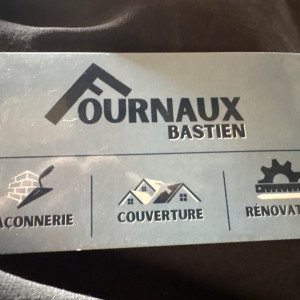 FOURNAUX
BASTIEN
AÇONNERIE
COUVERTURE
RÉNOVAT